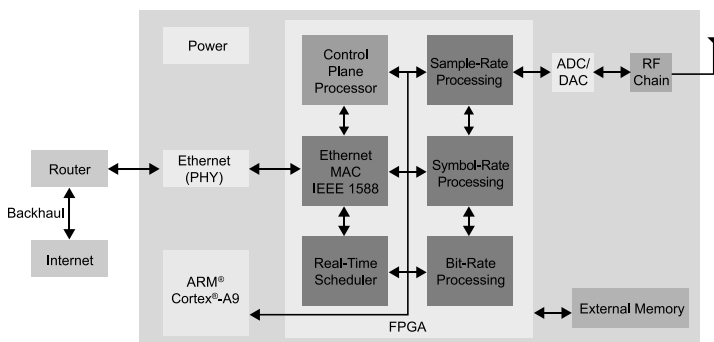 Power
Control
Plane
Processor
Sample-Rate
Processing
ADC/
DAC
RF
Chain
Router
Ethernet
(PHY)
Ethernet
MAC
IEEE 1588
Symbol-Rate
Processing
Backhaul
Internet
ARM®
Cortex®-A9
Real-Time
Scheduler
Bit-Rate
Processing
External Memory
FPGA